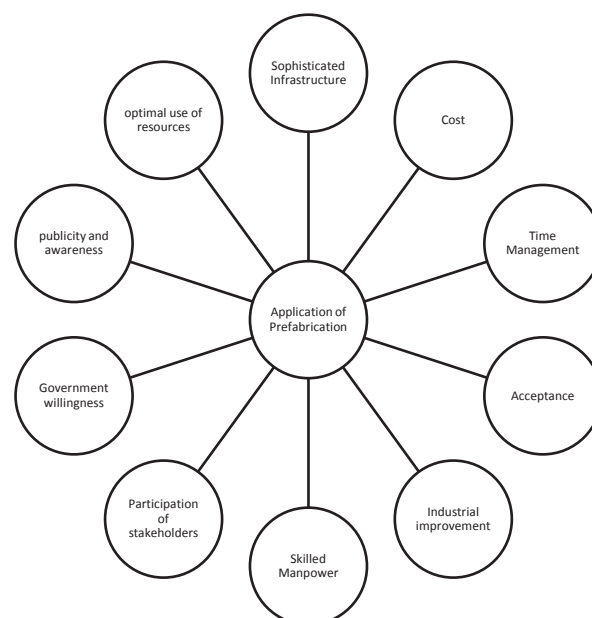 Sophisticated
Infrastructure
Cost
Time
Management
Acceptance
Industrial
improvement
Skilled
Manpower
Participation
of
stakeholders
Government
willingness
publicity and
awareness
optimal use of
resources
Application of
Prefabrication